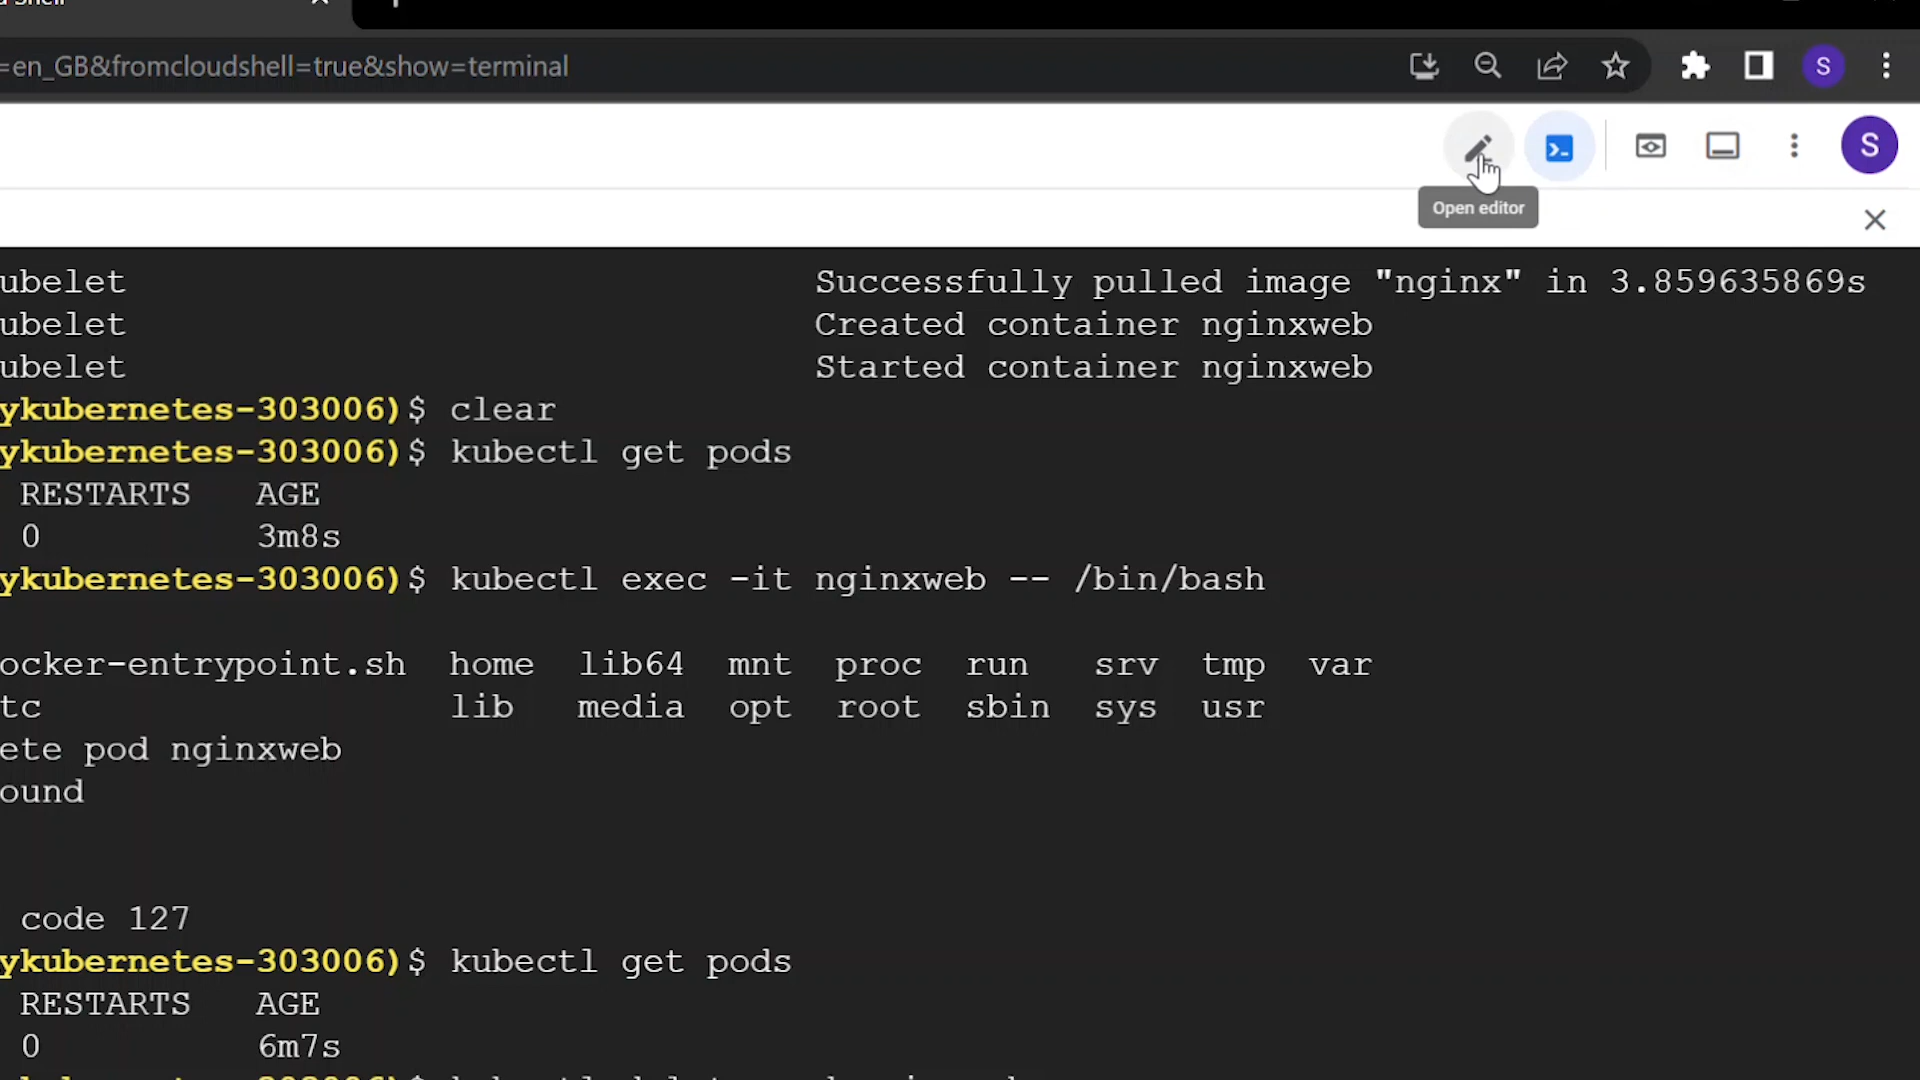 =en_GB&fromcloudshell=true&show=terminal
S
S
Open editor
ubelet Successfully pulled image "nginx" in 3.859635869s
ubelet Created container nginxweb
ubelet Started container nginxweb
ykubernetes-303006)$ clear
ykubernetes-303006)$ kubectl get pods
RESTARTS AGE
0 3m8s
ykubernetes-303006)$ kubectl exec -it nginxweb -- /bin/bash
ocker-entrypoint.sh home lib64 mnt proc run srv tmp var
tc lib media opt root sbin sys usr
ete pod nginxweb
ound
code 127
ykubernetes-303006)$ kubectl get pods
RESTARTS AGE
0 6m7s